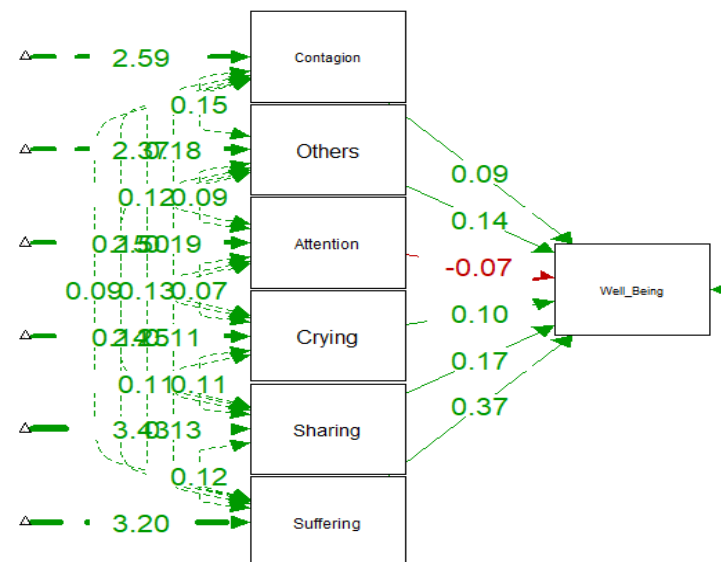 2.59
Contagion
0.15
Others
0.09
0.12
0.09
0.14
Attention
-0.07
Well_Being
0.09
0.13
0.07
Crying
0.10
0.17
0.11
0.11
Sharing
0.37
0.12
3.20
Suffering